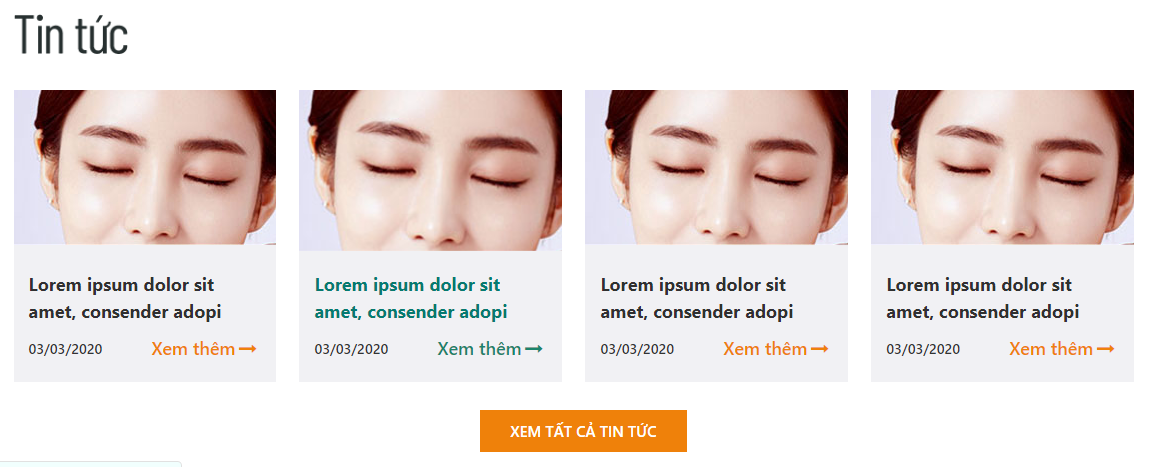 Tin tức
Lorem ipsum dolor sit
amet, consender adopi
03/03/2020 Xem thêm
Lorem ipsum dolor sit
amet, consender adopi
03/03/2020 Xem thêm
Lorem ipsum dolor sit
amet, consender adopi
03/03/2020 Xem thêm
Lorem ipsum dolor sit
amet, consender adopi
03/03/2020 Xem thêm
XEM TẤT CẢ TIN TỨC